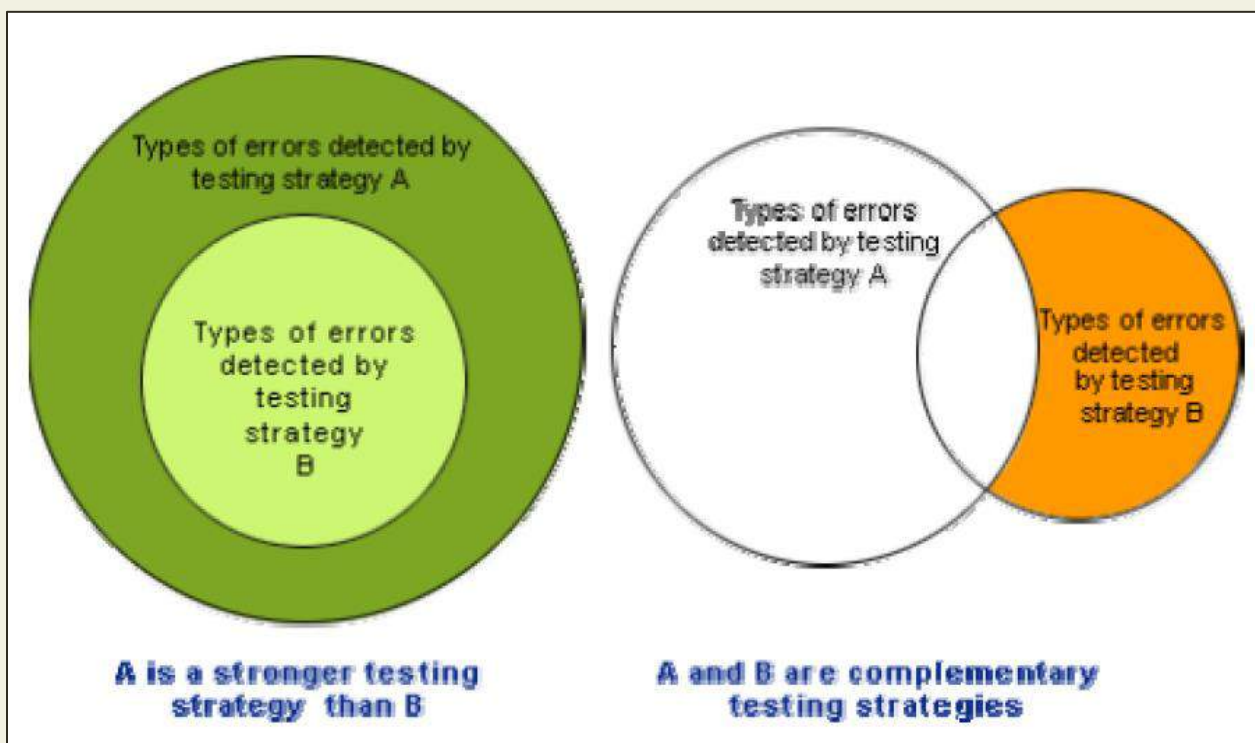 Types of errors detected by
testing strategy A
Types of errors
detected by
testing
strategy
B
A is a stronger testing
strategy than B
Types of errors
detected by testing
strategy A
Types of errors
detected
by testing
strategy B
A and B are complementary
testing strategies